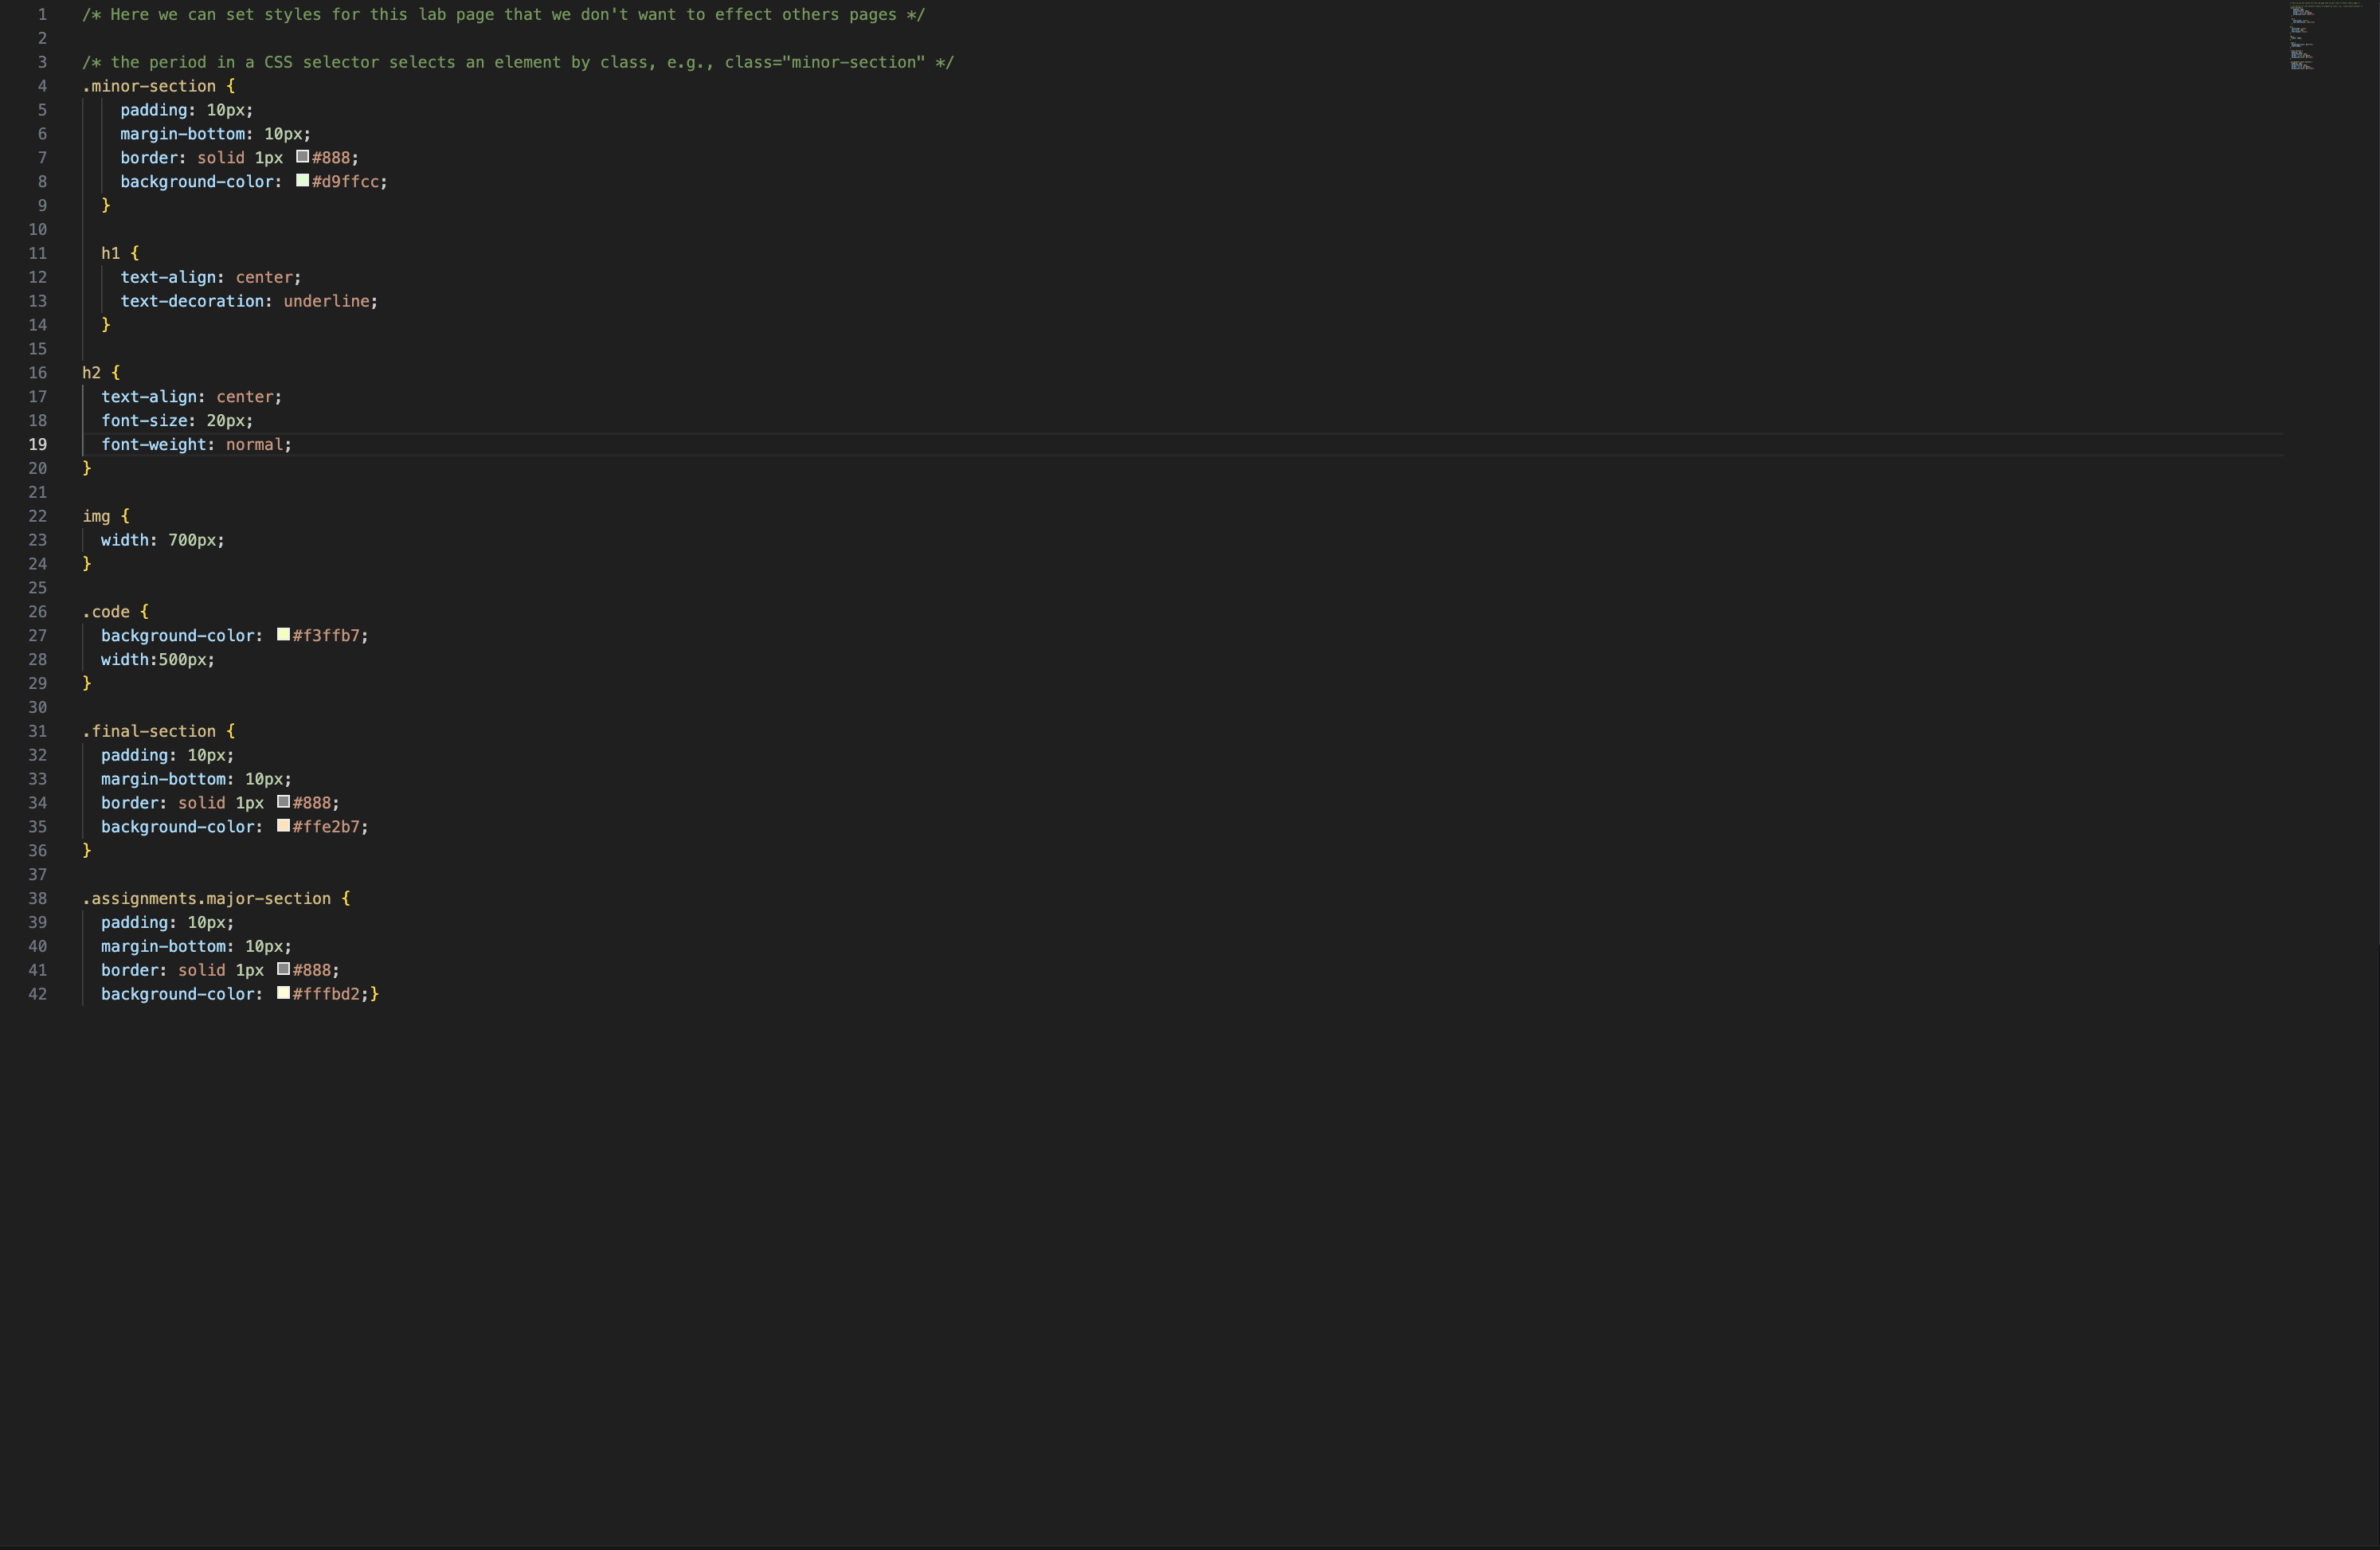 1 /* Here we can set styles for this lab page that we don't want to effect others pages */
2
3 /* the period in a CSS selector selects an element by class, e.g., class="minor-section" */
4 .minor-section {
5     padding: 10px;
6     margin-bottom: 10px;
7     border: solid 1px #888;
8     background-color: #d9ffcc;
9   }
10
11   h1 {
12     text-align: center;
13     text-decoration: underline;
14   }
15
16 h2 {
17   text-align: center;
18   font-size: 20px;
19   font-weight: normal;
20 }
21
22 img {
23   width: 700px;
24 }
25
26 .code {
27   background-color: #f3ffb7;
28   width:500px;
29 }
30
31 .final-section {
32   padding: 10px;
33   margin-bottom: 10px;
34   border: solid 1px #888;
35   background-color: #ffe2b7;
36 }
37
38 .assignments.major-section {
39   padding: 10px;
40   margin-bottom: 10px;
41   border: solid 1px #888;
42   background-color: #fffbd2;}